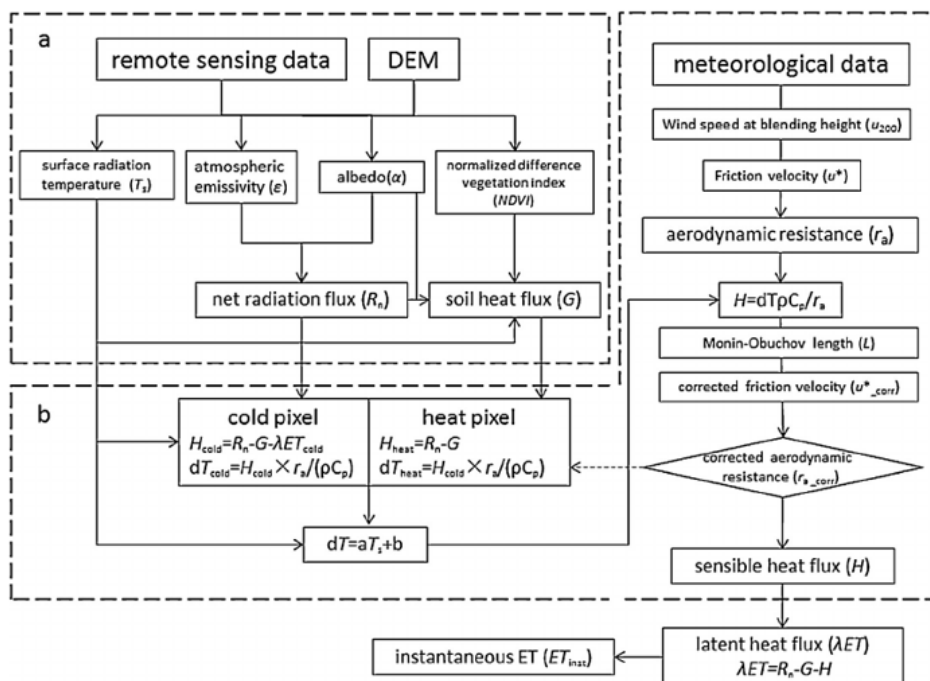 a
remote sensing data
DEM
surface radiation
temperature (Ts)
atmospheric
emissivity (ε)
albedo(α)
normalized difference
vegetation index
(NDVI)
net radiation flux (Rn)
soil heat flux (G)
b
cold pixel
Hcold=Rn-G-λETcold
dTcold=Hcold×ra/(ρCp)
heat pixel
Hheat=Rn-G
dTheat=Hcold×ra/(ρCp)
dT=aTs+b
meteorological data
Wind speed at blending height (u200)
Friction velocity (u*)
aerodynamic resistance (ra)
H=dTρCp/ra
Monin-Obuchov length (L)
corrected friction velocity (u*_corr)
corrected aerodynamic
resistance (ra_corr)
sensible heat flux (H)
latent heat flux (λET)
λET=Rn-G-H
instantaneous ET (ETinst)